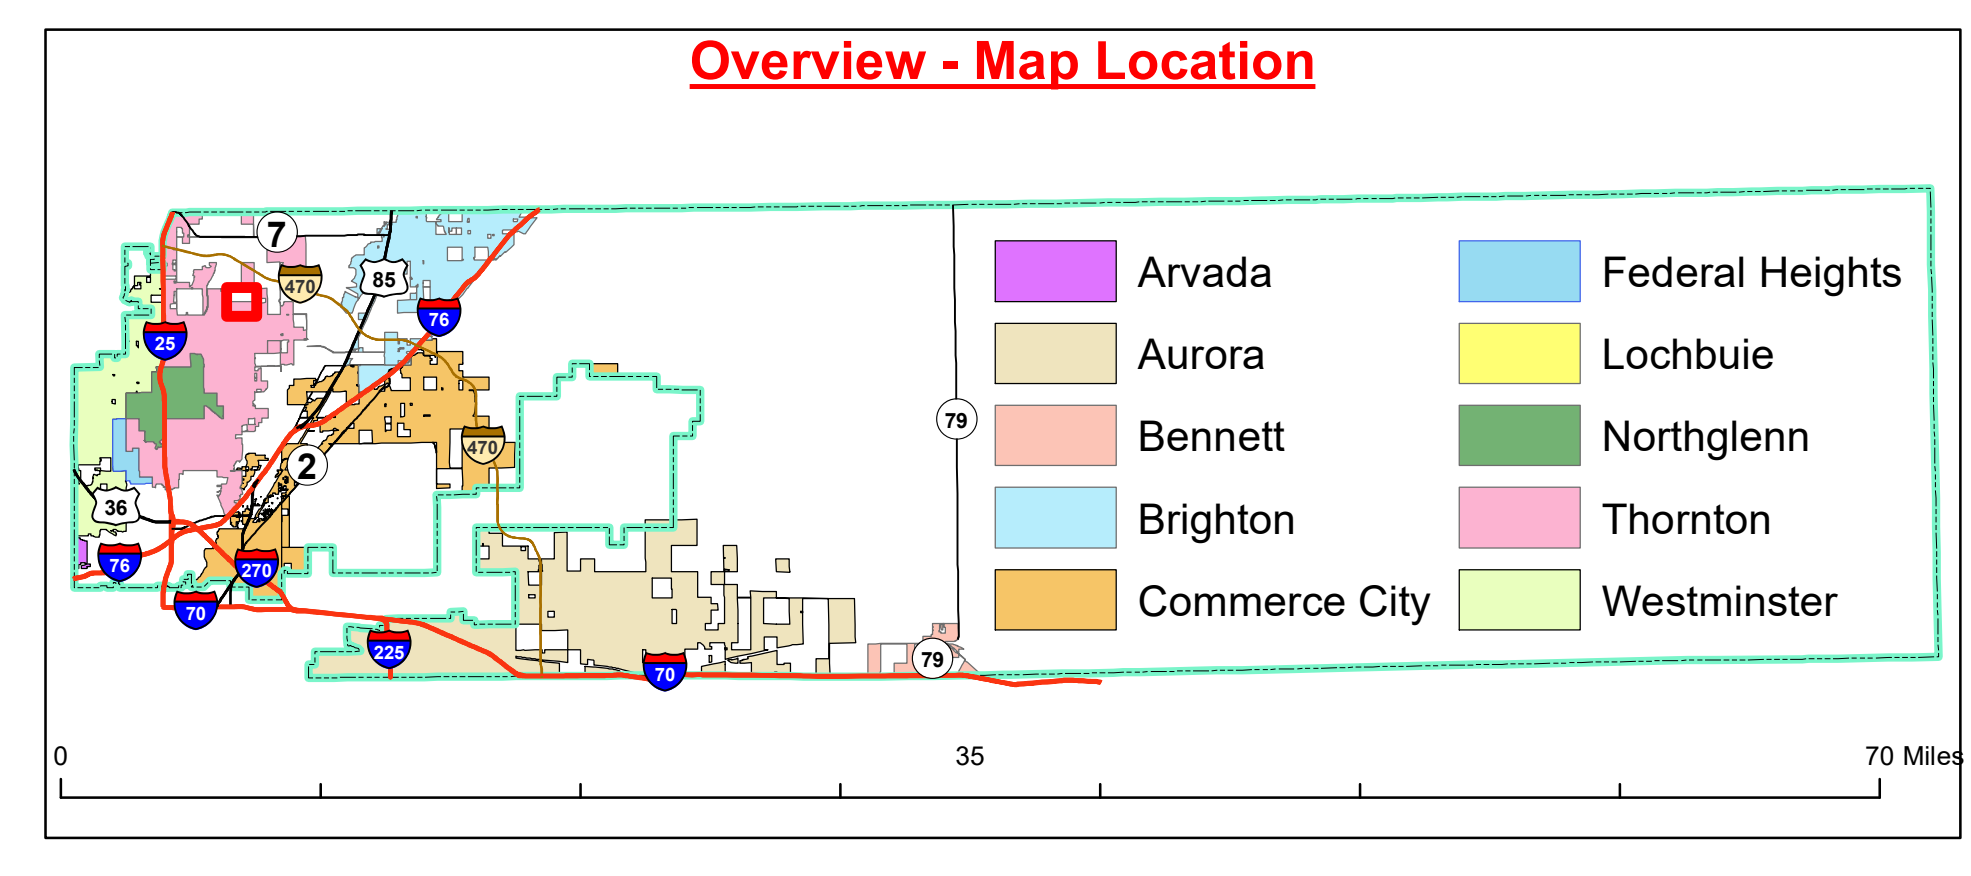 Overview - Map Location
7
470
85
76
25
79
470
2
36
76
270
70
225
70
79
Arvada
Aurora
Bennett
Brighton
Commerce City
Federal Heights
Lochbuie
Northglenn
Thornton
Westminster
0
35
70 Miles